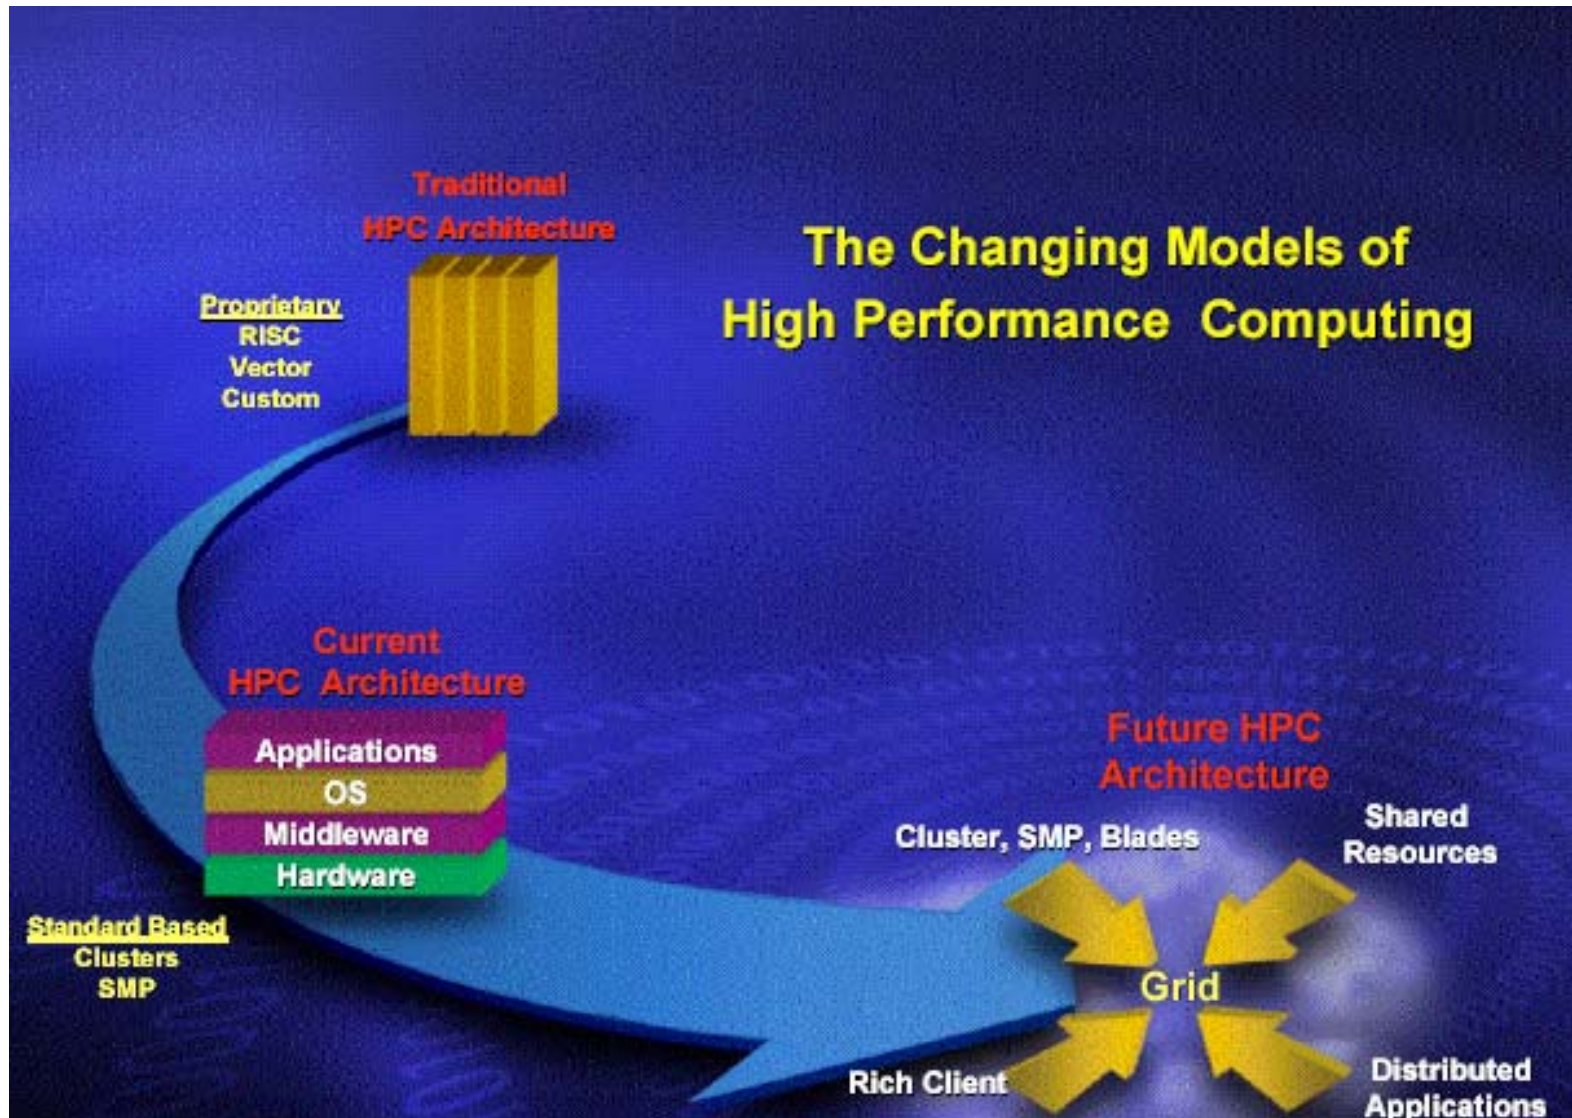 Traditional
HPC Architecture
The Changing Models of
High Performance Computing
Proprietary
RISC
Vector
Custom
Current
HPC Architecture
Applications
OS
Middleware
Hardware
Standard Based
Clusters
SMP
Future HPC
Architecture
Cluster, SMP, Blades
Shared
Resources
Grid
Rich Client
Distributed
Applications